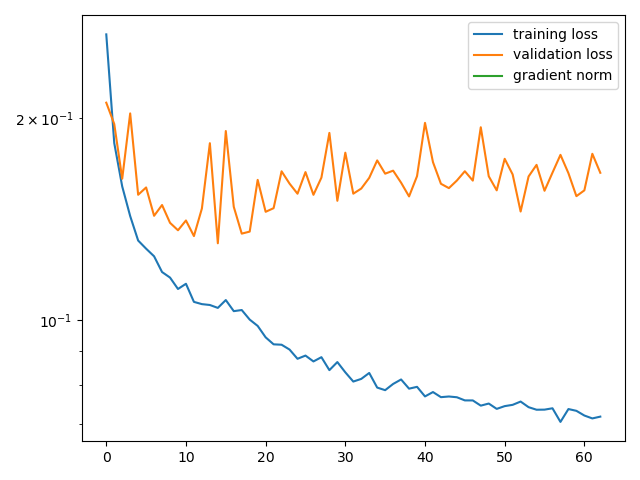 training loss
validation loss
gradient norm
2 × 10⁻¹
10⁻¹
0 10 20 30 40 50 60